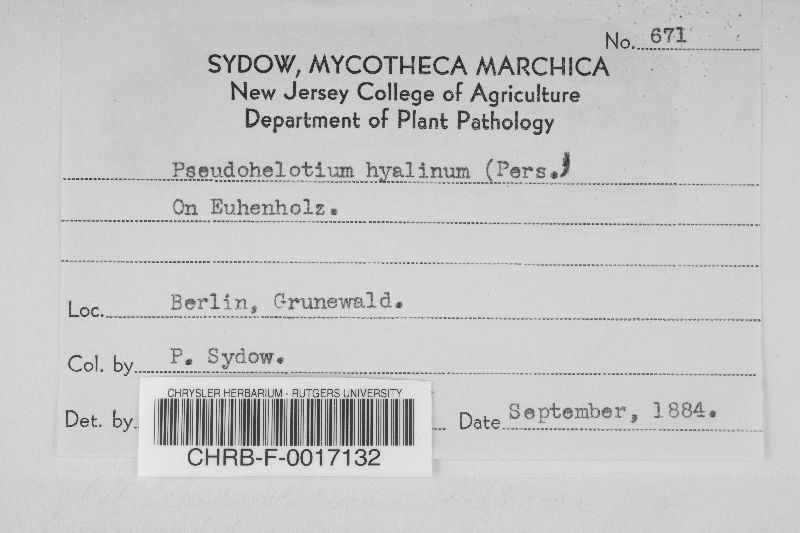 No. 671
SYDOW, MYCOTHECA MARCHICA
New Jersey College of Agriculture
Department of Plant Pathology
Pseudohelotium hyalinum (Pers.)
On Euhenholz.
Loc. Berlin, Grunewald.
Col. by P. Sydow.
Det. by
Date September, 1884.
CHRYSLER HERBARIUM - RUTGERS UNIVERSITY
CHRB-F-0017132